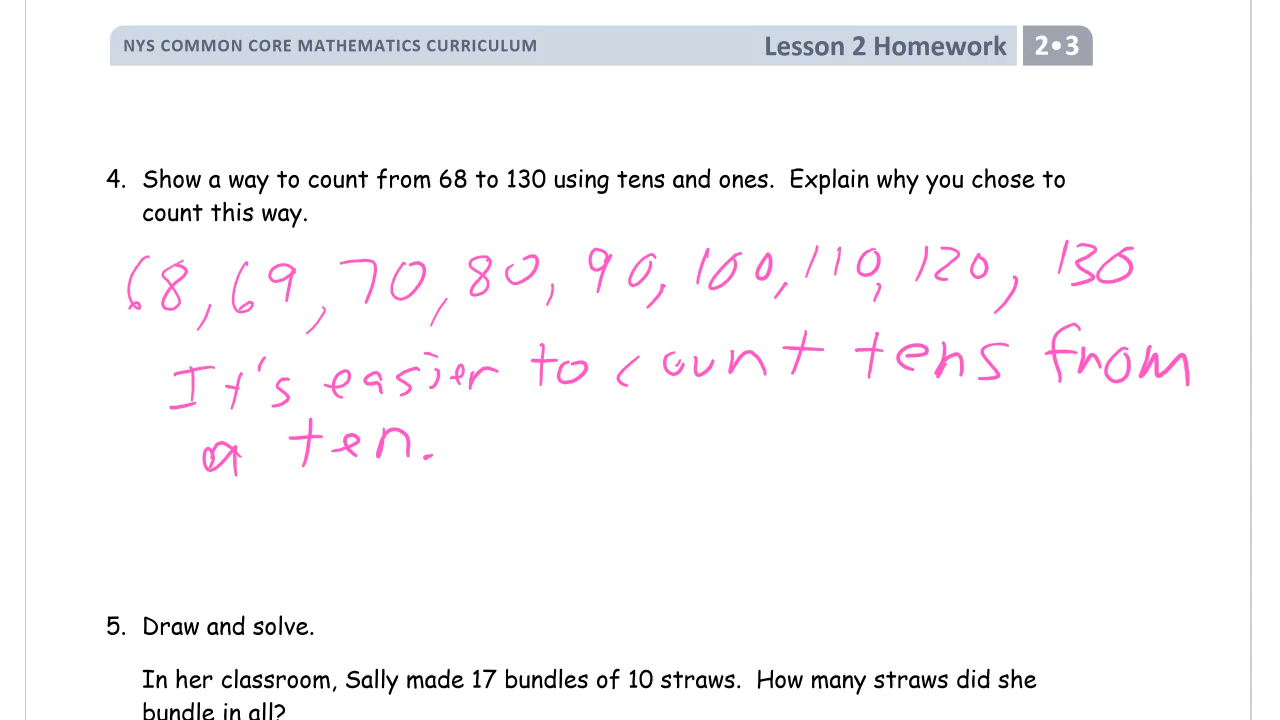 NYS COMMON CORE MATHEMATICS CURRICULUM Lesson 2 Homework 2•3
4. Show a way to count from 68 to 130 using tens and ones. Explain why you chose to
count this way.
68, 69, 70, 80, 90, 100, 110, 120, 130
It's easier to count tens from
a ten.
5. Draw and solve.
In her classroom, Sally made 17 bundles of 10 straws. How many straws did she
bundle in all?